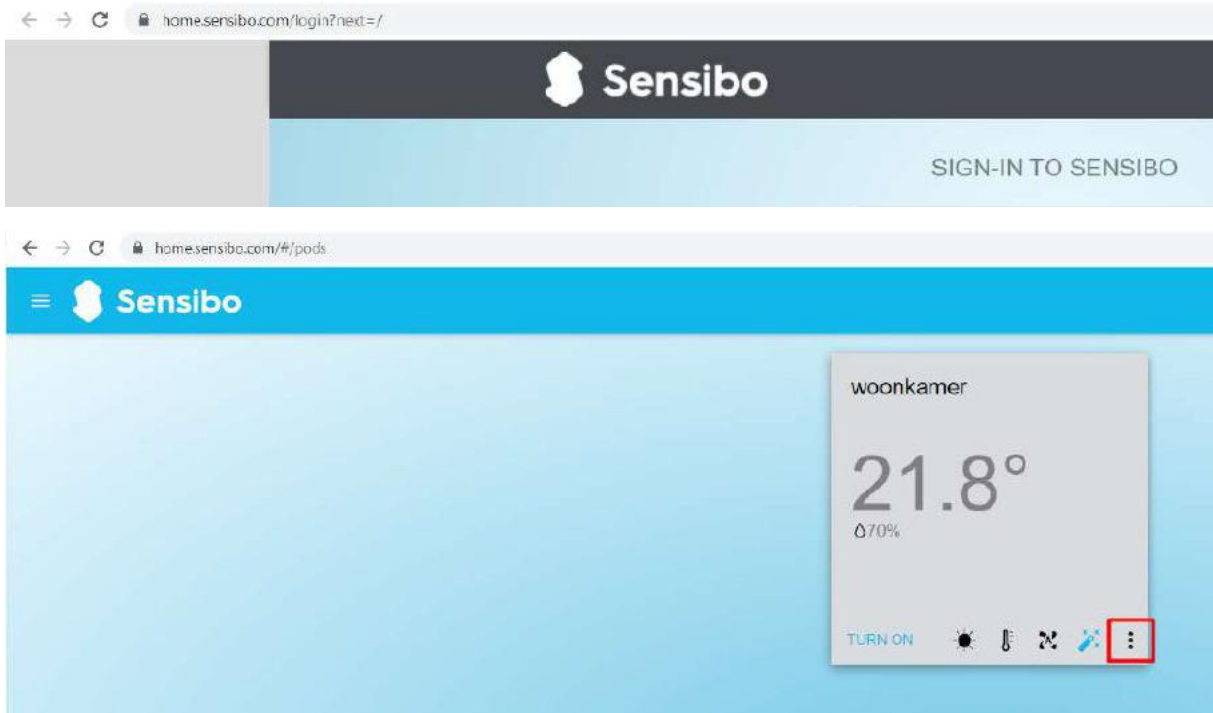 home.sensibo.com/login?next=/
Sensibo
SIGN-IN TO SENSIBO
home.sensibo.com/#/pods
Sensibo
woonkamer
21.8°
70%
TURN ON